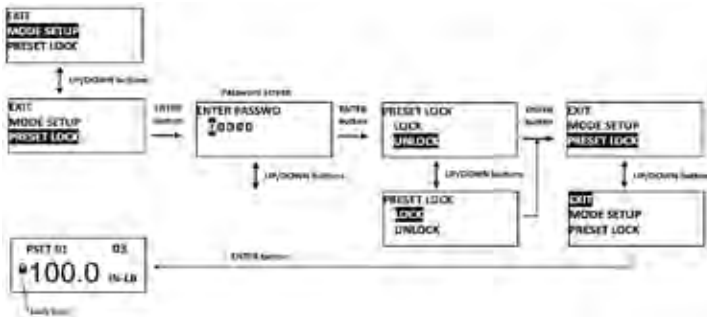 EXIT
MODE SETUP
PRESET LOCK
UP/DOWN buttons
EXIT
MODE SETUP
PRESET LOCK
ENTER
button
Password screen
ENTER PASSWD
00000
UP/DOWN buttons
ENTER
button
PRESET LOCK
LOCK
UNLOCK
UP/DOWN buttons
PRESET LOCK
LOCK
UNLOCK
ENTER
button
EXIT
MODE SETUP
PRESET LOCK
UP/DOWN buttons
EXIT
MODE SETUP
PRESET LOCK
ENTER button
PSET 01 03
100.0 IN-LB
Lock Icon